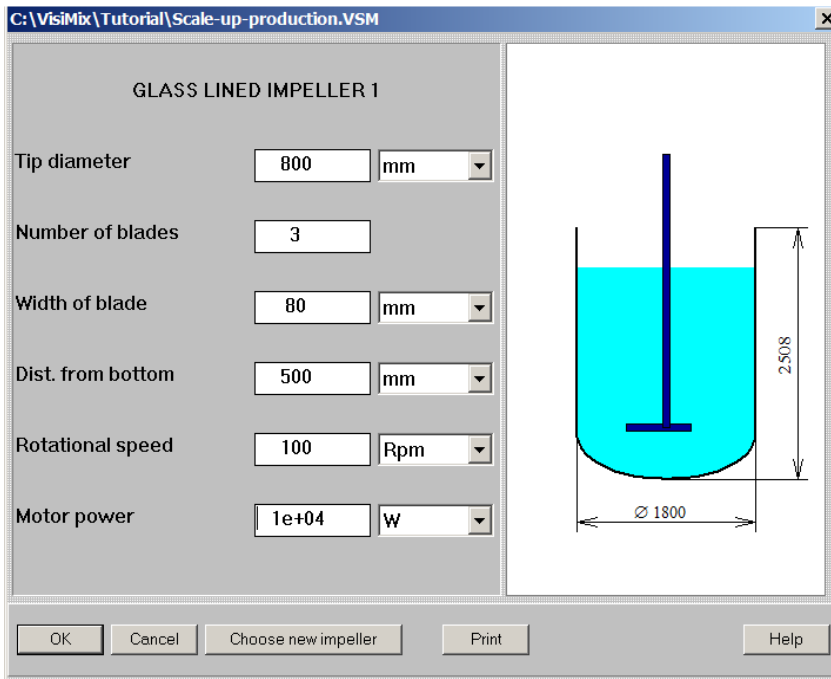 C:\VisiMix\Tutorial\Scale-up-production.VSM
GLASS LINED IMPELLER 1
Tip diameter 800 mm
Number of blades 3
Width of blade 80 mm
Dist. from bottom 500 mm
Rotational speed 100 Rpm
Motor power 1e+04 W
2508
∅ 1800
OK Cancel Choose new impeller Print Help